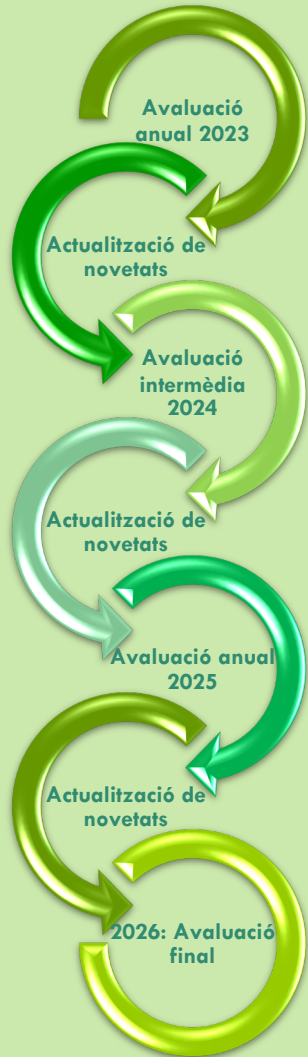 Avaluació
anual 2023
Actualització de
novetats
Avaluació
intermèdia
2024
Actualització de
novetats
Avaluació anual
2025
Actualització de
novetats
2026: Avaluació
final